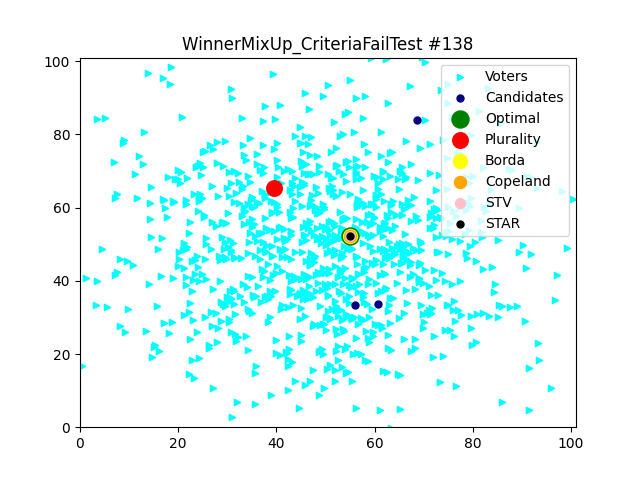 WinnerMixUp_CriteriaFailTest #138
Voters
Candidates
Optimal
Plurality
Borda
Copeland
STV
STAR
100
80
60
40
20
0
0 20 40 60 80 100